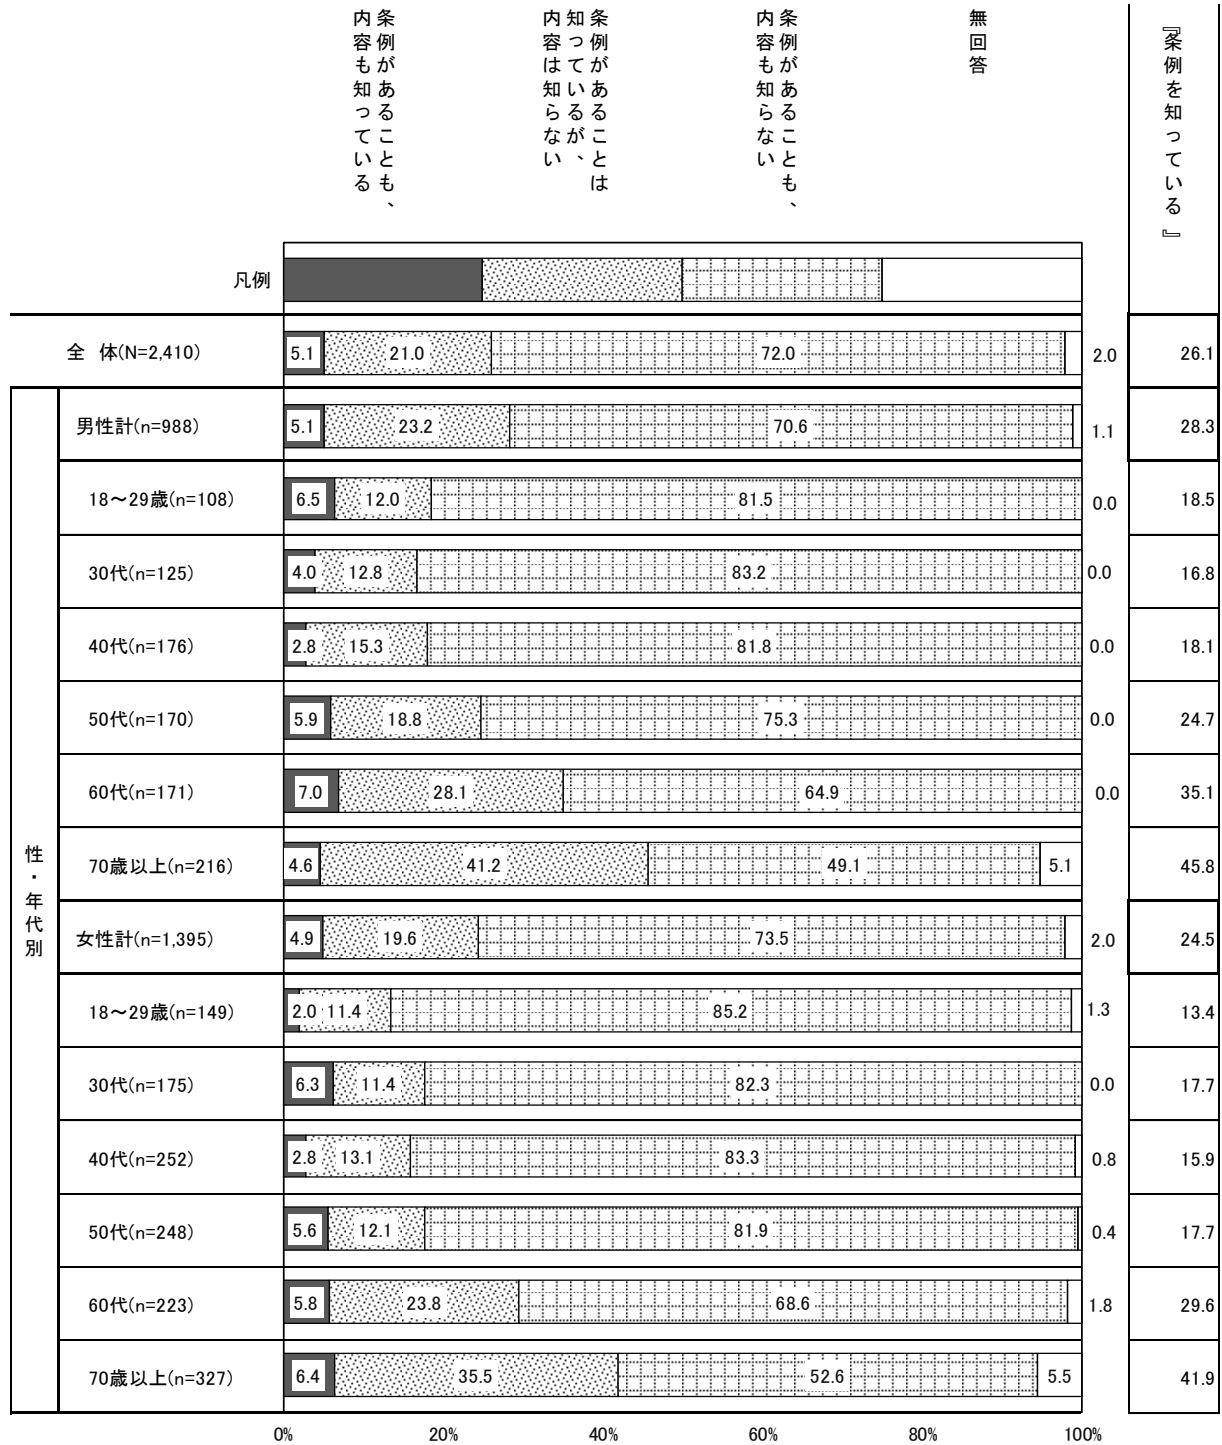 条例があることも、
内容も知っている
条例があることは
知っているが、
内容は知らない
条例があることも、
内容も知らない
無回答
『条例を知っている』
凡例
全 体(N=2,410) 5.1 21.0 72.0 2.0 26.1
性・年代別
男性計(n=988) 5.1 23.2 70.6 1.1 28.3
18～29歳(n=108) 6.5 12.0 81.5 0.0 18.5
30代(n=125) 4.0 12.8 83.2 0.0 16.8
40代(n=176) 2.8 15.3 81.8 0.0 18.1
50代(n=170) 5.9 18.8 75.3 0.0 24.7
60代(n=171) 7.0 28.1 64.9 0.0 35.1
70歳以上(n=216) 4.6 41.2 49.1 5.1 45.8
女性計(n=1,395) 4.9 19.6 73.5 2.0 24.5
18～29歳(n=149) 2.0 11.4 85.2 1.3 13.4
30代(n=175) 6.3 11.4 82.3 0.0 17.7
40代(n=252) 2.8 13.1 83.3 0.8 15.9
50代(n=248) 5.6 12.1 81.9 0.4 17.7
60代(n=223) 5.8 23.8 68.6 1.8 29.6
70歳以上(n=327) 6.4 35.5 52.6 5.5 41.9
0% 20% 40% 60% 80% 100%